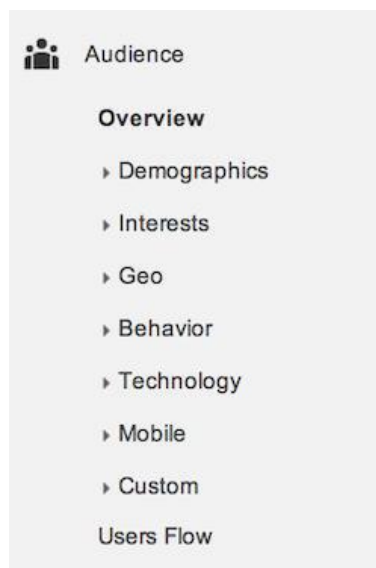 Audience
Overview
Demographics
Interests
Geo
Behavior
Technology
Mobile
Custom
Users Flow